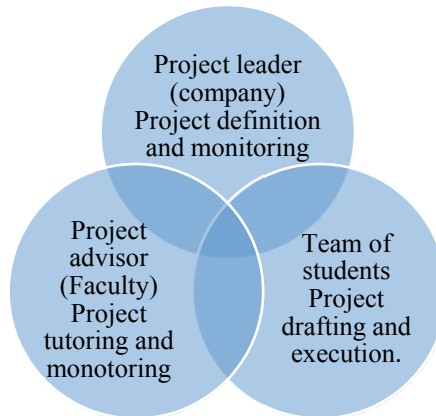 Project leader
(company)
Project definition
and monitoring
Project
advisor
(Faculty)
Project
tutoring and
monotoring
Team of
students
Project
drafting and
execution.